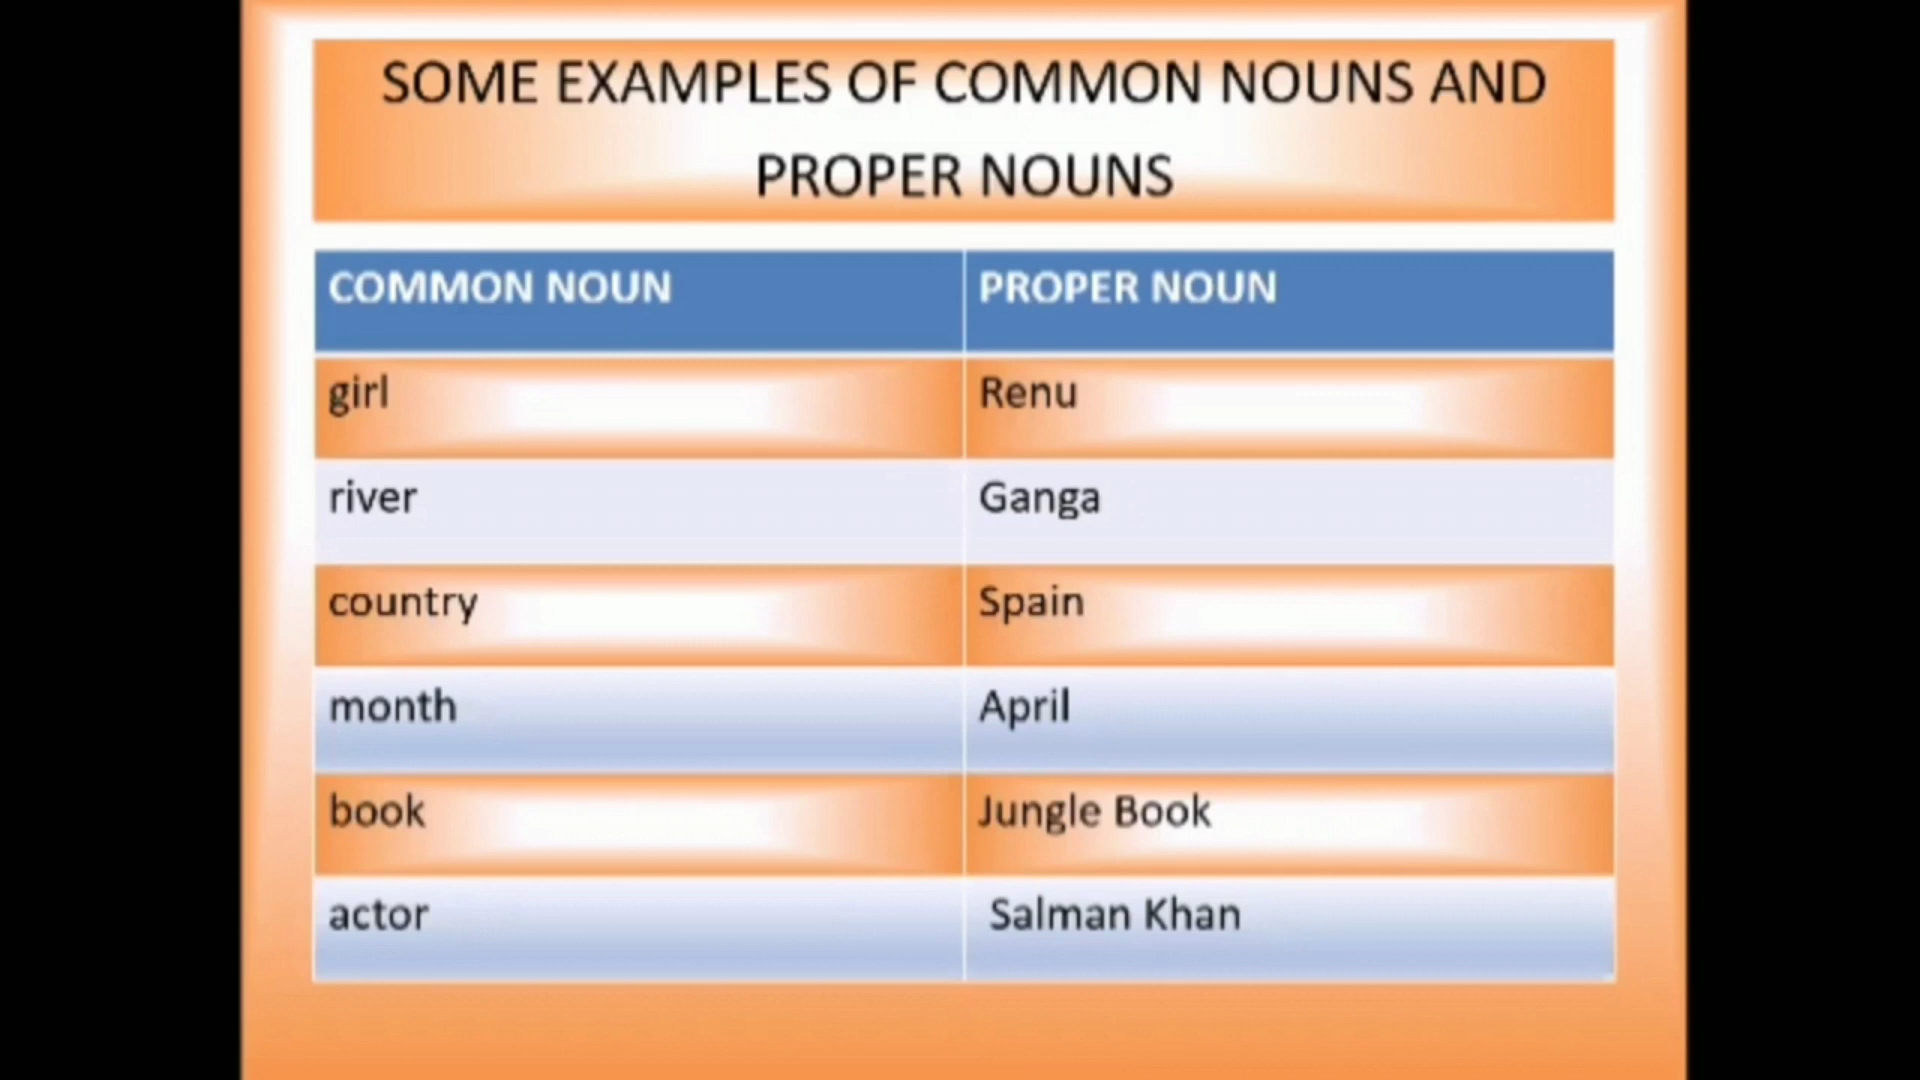 SOME EXAMPLES OF COMMON NOUNS AND
PROPER NOUNS
COMMON NOUN PROPER NOUN
girl Renu
river Ganga
country Spain
month April
book Jungle Book
actor Salman Khan